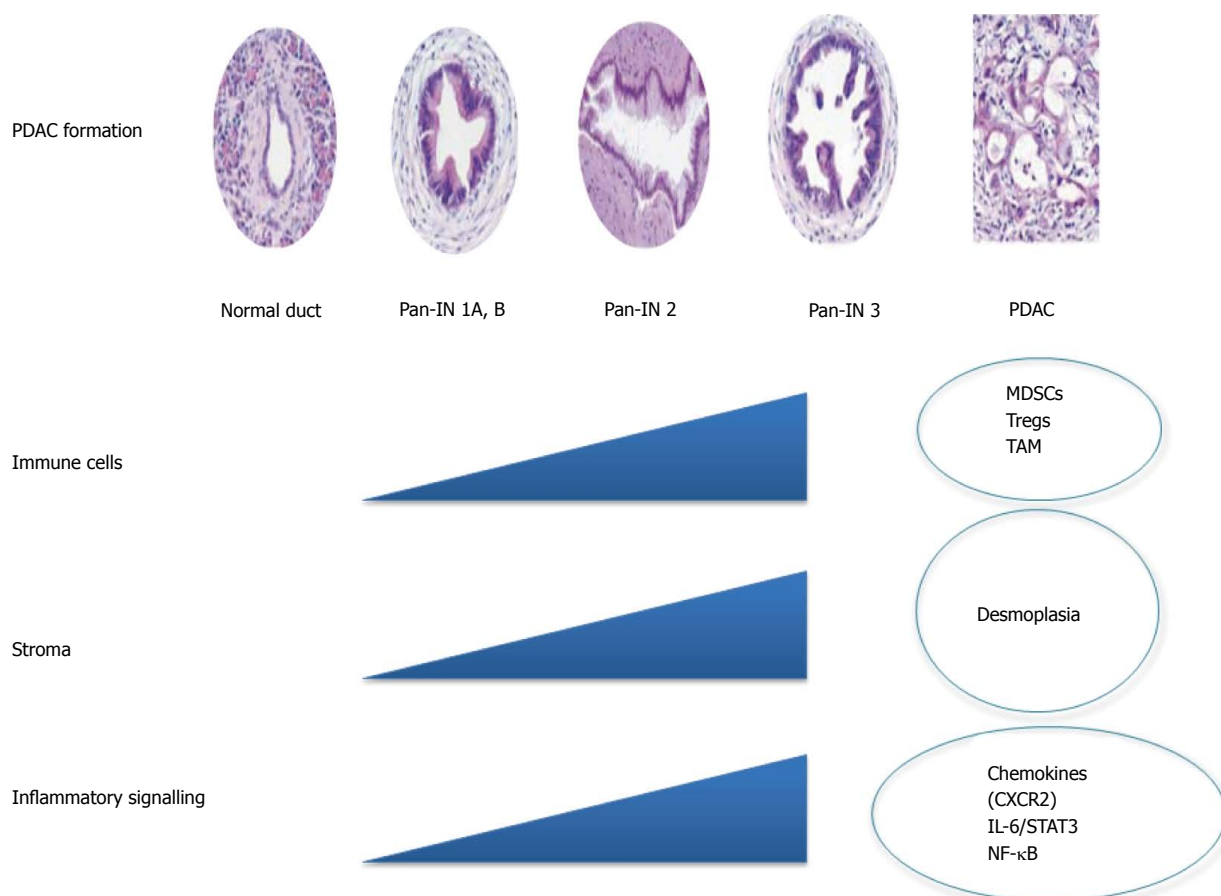 PDAC formation
Normal duct
Pan-IN 1A, B
Pan-IN 2
Pan-IN 3
PDAC
Immune cells
MDSCs
Tregs
TAM
Stroma
Desmoplasia
Inflammatory signalling
Chemokines
(CXCR2)
IL-6/STAT3
NF-κB